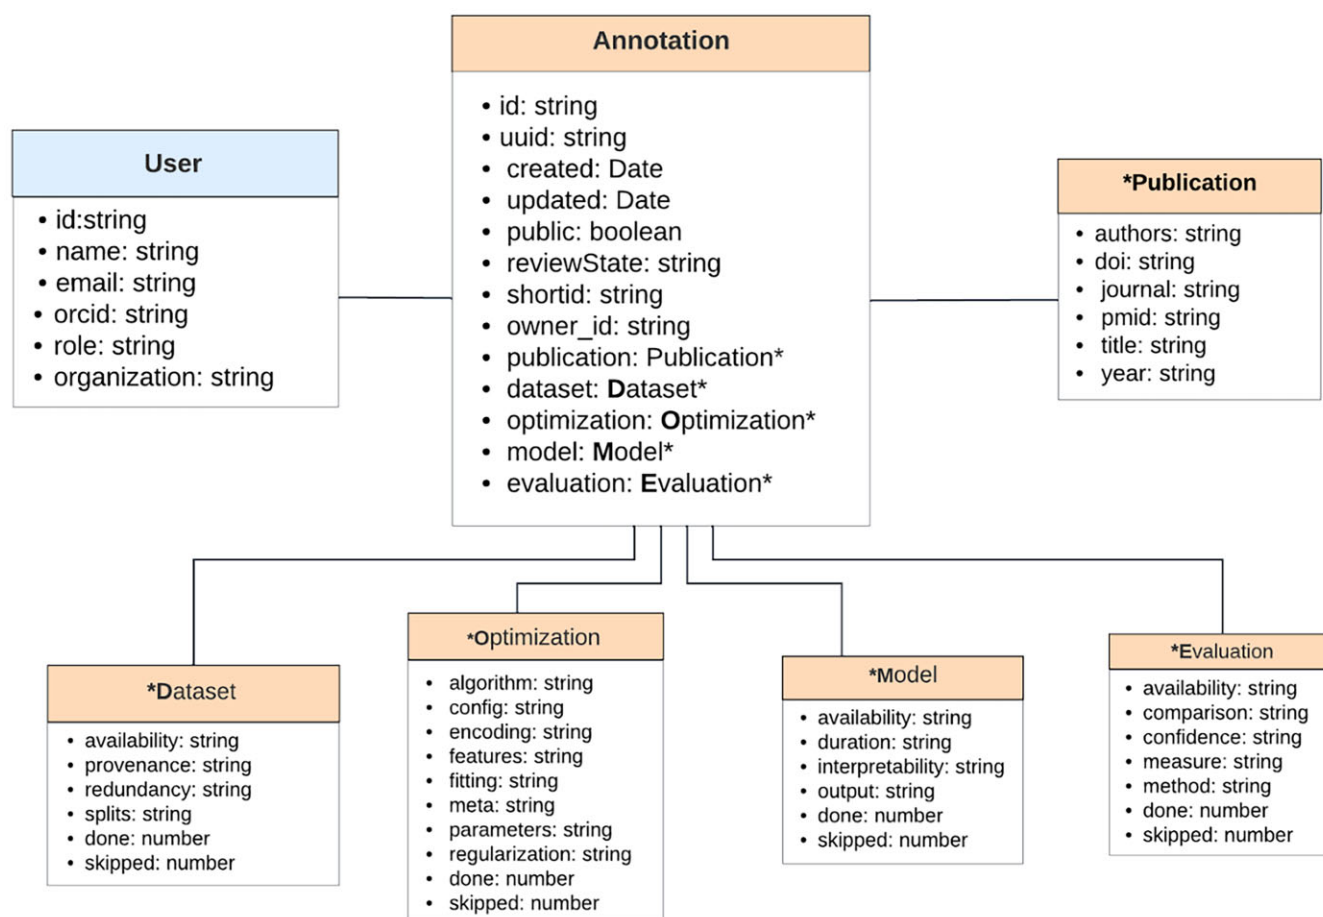 Annotation
• id: string
• uuid: string
• created: Date
• updated: Date
• public: boolean
• reviewState: string
• shortid: string
• owner_id: string
• publication: Publication*
• dataset: Dataset*
• optimization: Optimization*
• model: Model*
• evaluation: Evaluation*
User
• id:string
• name: string
• email: string
• orcid: string
• role: string
• organization: string
*Publication
• authors: string
• doi: string
• journal: string
• pmid: string
• title: string
• year: string
*Dataset
• availability: string
• provenance: string
• redundancy: string
• splits: string
• done: number
• skipped: number
*Optimization
• algorithm: string
• config: string
• encoding: string
• features: string
• fitting: string
• meta: string
• parameters: string
• regularization: string
• done: number
• skipped: number
*Model
• availability: string
• duration: string
• interpretability: string
• output: string
• done: number
• skipped: number
*Evaluation
• availability: string
• comparison: string
• confidence: string
• measure: string
• method: string
• done: number
• skipped: number